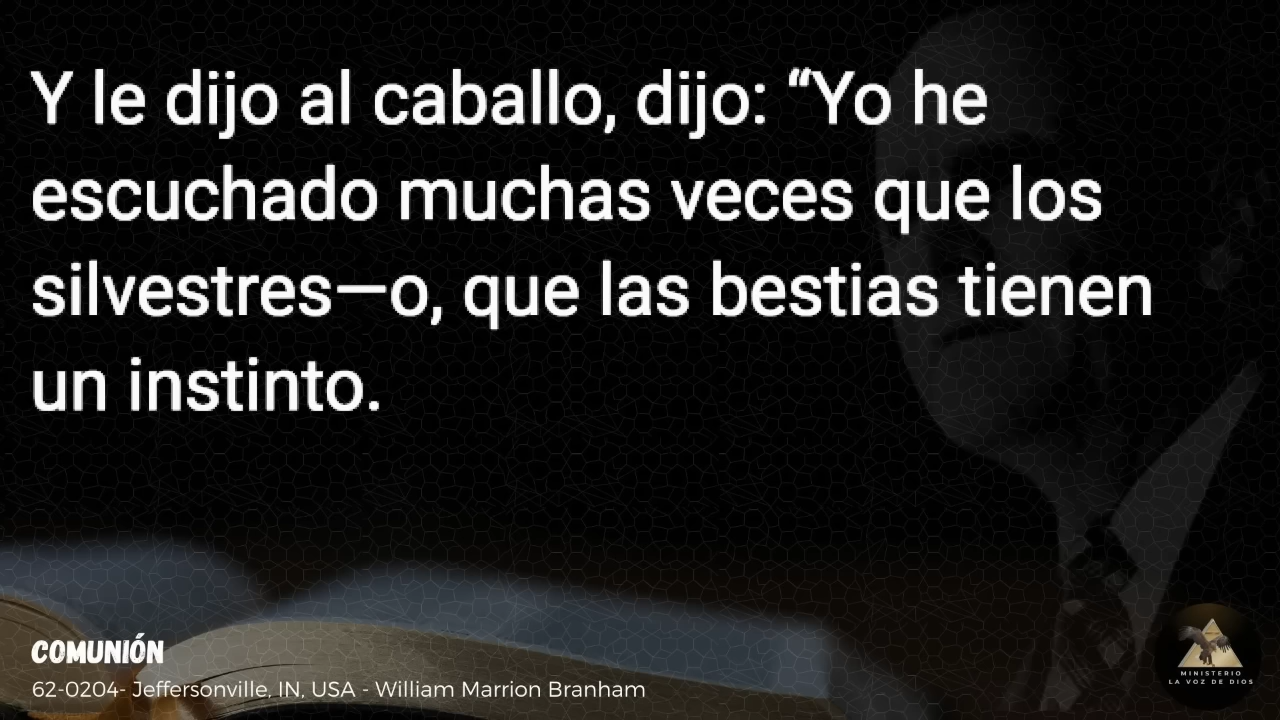 Y le dijo al caballo, dijo: “Yo he
escuchado muchas veces que los
silvestres—o, que las bestias tienen
un instinto.
COMUNIÓN
62-0204- Jeffersonville, IN, USA - William Marrion Branham
MINISTERIO
LA VOZ DE DIOS